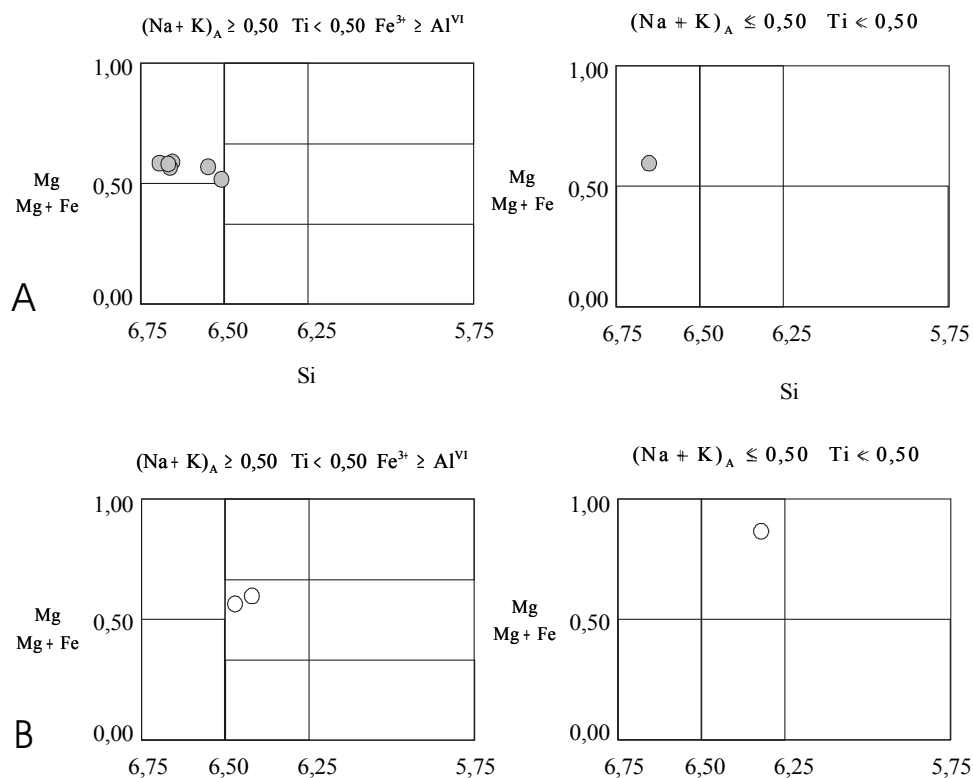 (Na + K)A ≥ 0,50 Ti < 0,50 Fe³⁺ ≥ Alⱽᴵ
1,00
Mg
Mg + Fe
0,50
0,00
A
6,75 6,50 6,25 5,75
Si
(Na + K)A ≤ 0,50 Ti < 0,50
1,00
Mg
Mg + Fe
0,50
0,00
6,75 6,50 6,25 5,75
Si
(Na + K)A ≥ 0,50 Ti < 0,50 Fe³⁺ ≥ Alⱽᴵ
1,00
Mg
Mg + Fe
0,50
0,00
B
6,75 6,50 6,25 5,75
(Na + K)A ≤ 0,50 Ti < 0,50
1,00
Mg
Mg + Fe
0,50
0,00
6,75 6,50 6,25 5,75